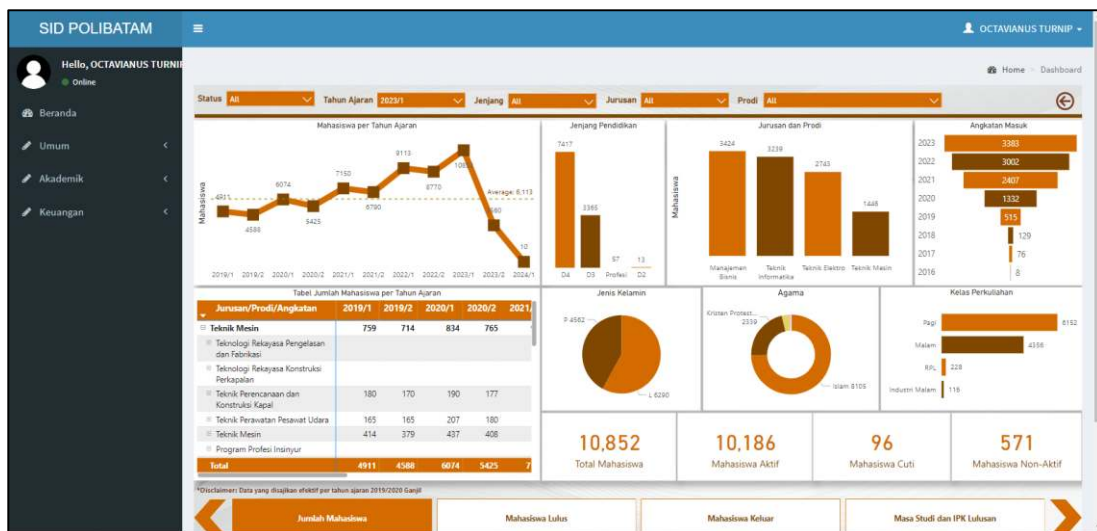 SID POLIBATAM
OCTAVIANUS TURNIP
Hello, OCTAVIANUS TURNIP
Online
Home > Dashboard
Beranda
Umum
Akademik
Keuangan
Status All
Tahun Ajaran 2023/1
Jenjang All
Jurusan All
Prodi All
Mahasiswa per Tahun Ajaran
Mahasiswa
4911
4588
6074
5425
7150
6790
9113
8770
Average: 6,113
10
2019/1 2019/2 2020/1 2020/2 2021/1 2021/2 2022/1 2022/2 2023/1 2023/2 2024/1
Jenjang Pendidikan
7417
3365
57
13
D4 D3 Profesi D2
Jurusan dan Prodi
Mahasiswa
3424
3239
2743
1446
Manajemen Bisnis
Teknik Informatika
Teknik Elektro
Teknik Mesin
Angkatan Masuk
2023 3383
2022 3002
2021 2407
2020 1332
2019 515
2018 129
2017 76
2016 8
Tabel Jumlah Mahasiswa per Tahun Ajaran
Jurusan/Prodi/Angkatan 2019/1 2019/2 2020/1 2020/2 2021/
Teknik Mesin 759 714 834 765
Teknologi Rekayasa Pengelasan
dan Fabrikasi
Teknologi Rekayasa Konstruksi
Perkapalan
Teknik Perencanaan dan 180 170 190 177
Konstruksi Kapal
Teknik Perawatan Pesawat Udara 165 165 207 180
Teknik Mesin 414 379 437 408
Program Profesi Insinyur
Total 4911 4588 6074 5425 7
Jenis Kelamin
P 4562
L 6290
Agama
Kristen Protest...
2339
Islam 8105
Kelas Perkuliahan
Pagi 6152
Malam 4356
RPL 228
Industri Malam 116
10,852
Total Mahasiswa
10,186
Mahasiswa Aktif
96
Mahasiswa Cuti
571
Mahasiswa Non-Aktif
*Disclaimer: Data yang disajikan efektif per tahun ajaran 2019/2020 Ganjil
Jumlah Mahasiswa
Mahasiswa Lulus
Mahasiswa Keluar
Masa Studi dan IPK Lulusan